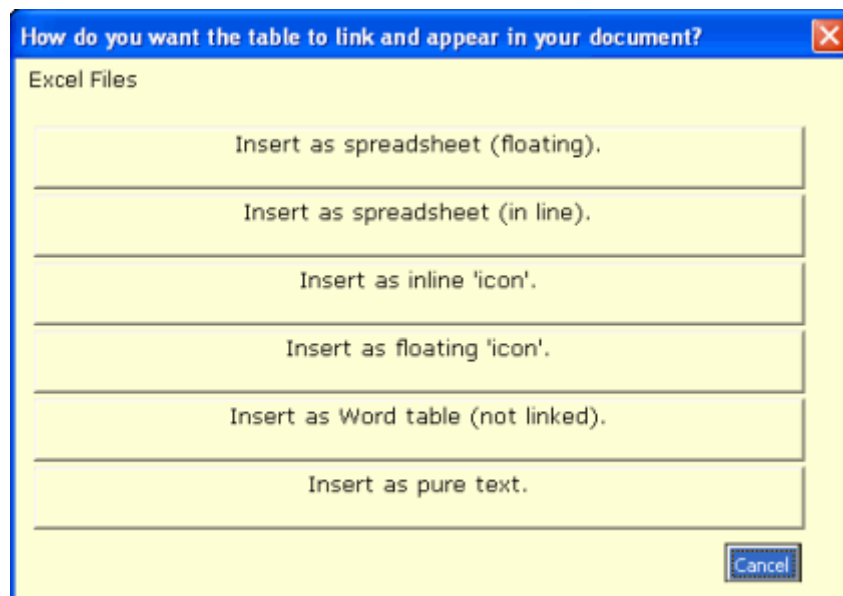 How do you want the table to link and appear in your document?
Excel Files
Insert as spreadsheet (floating).
Insert as spreadsheet (in line).
Insert as inline 'icon'.
Insert as floating 'icon'.
Insert as Word table (not linked).
Insert as pure text.
Cancel